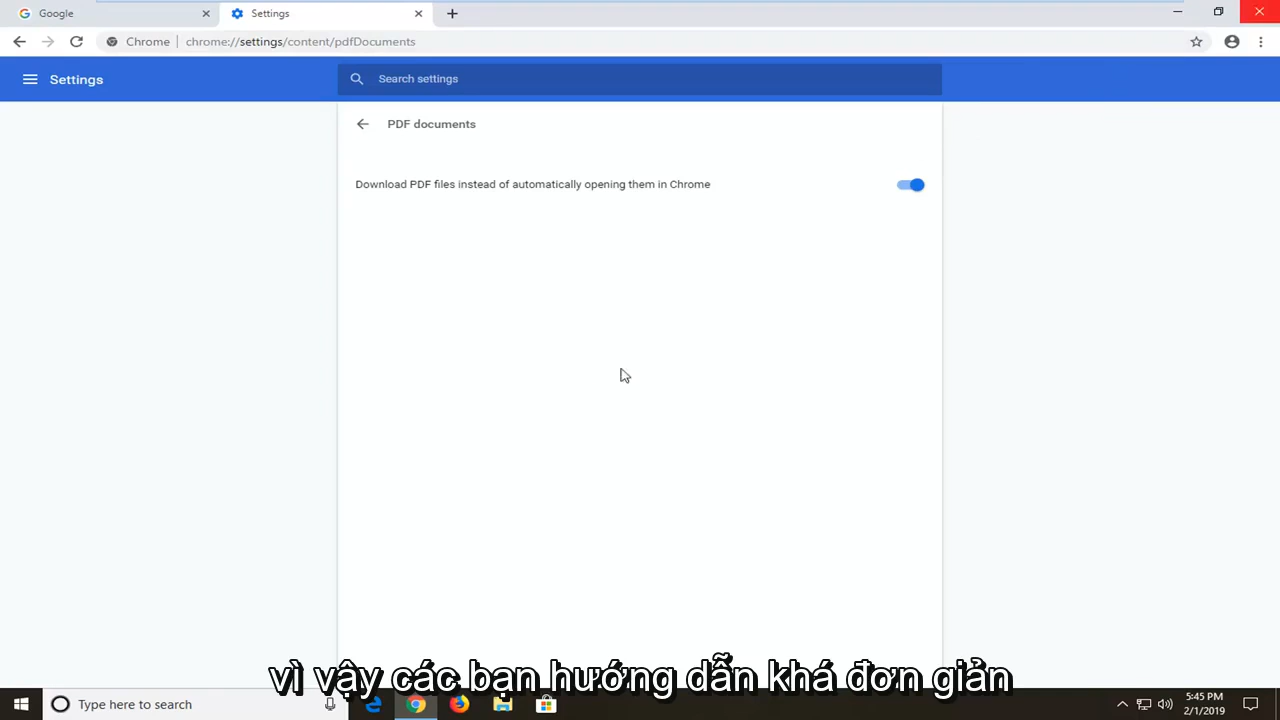 Google
Settings
Chrome
chrome://settings/content/pdfDocuments
Settings
Search settings
PDF documents
Download PDF files instead of automatically opening them in Chrome
vì vậy các bạn hướng dẫn khá đơn giản
Type here to search
5:45 PM
2/1/2019